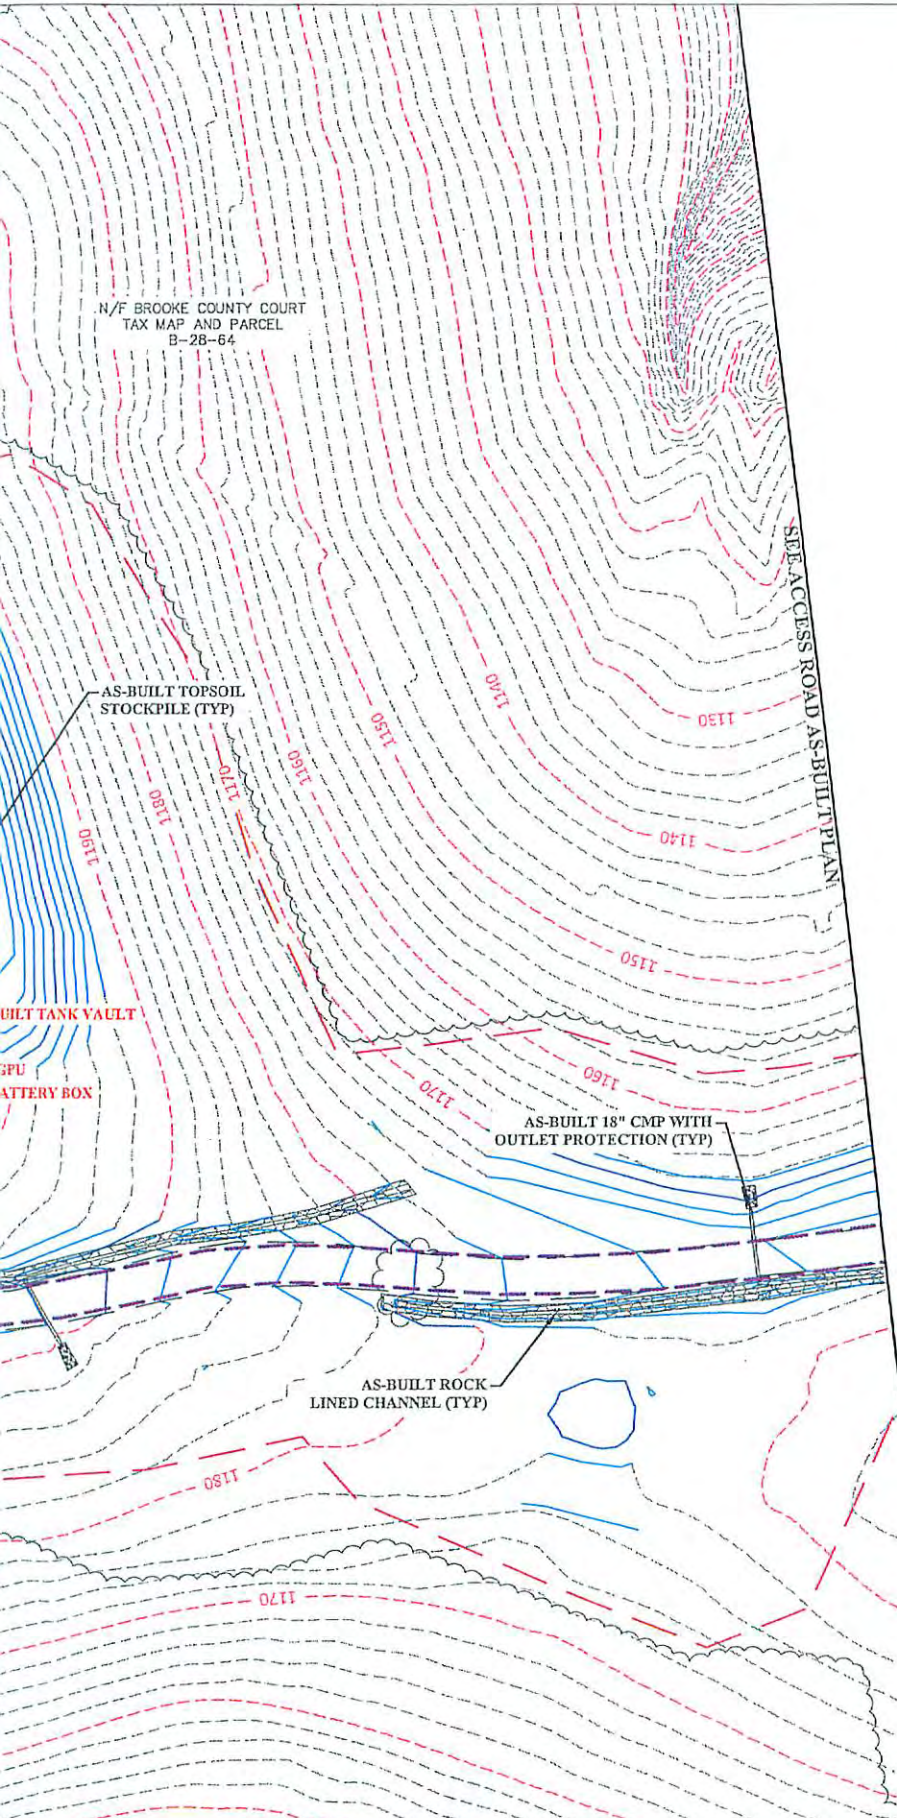 N/F BROOKE COUNTY COURT
TAX MAP AND PARCEL
B-28-64
SEE ACCESS ROAD AS-BUILT PLAN
AS-BUILT TOPSOIL
STOCKPILE (TYP)
1140
1130
1150
1160
1170
1180
1190
1140
1150
UILT TANK VAULT
GPU
ATTERY BOX
1160
1170
AS-BUILT 18" CMP WITH
OUTLET PROTECTION (TYP)
AS-BUILT ROCK
LINED CHANNEL (TYP)
1180
1170